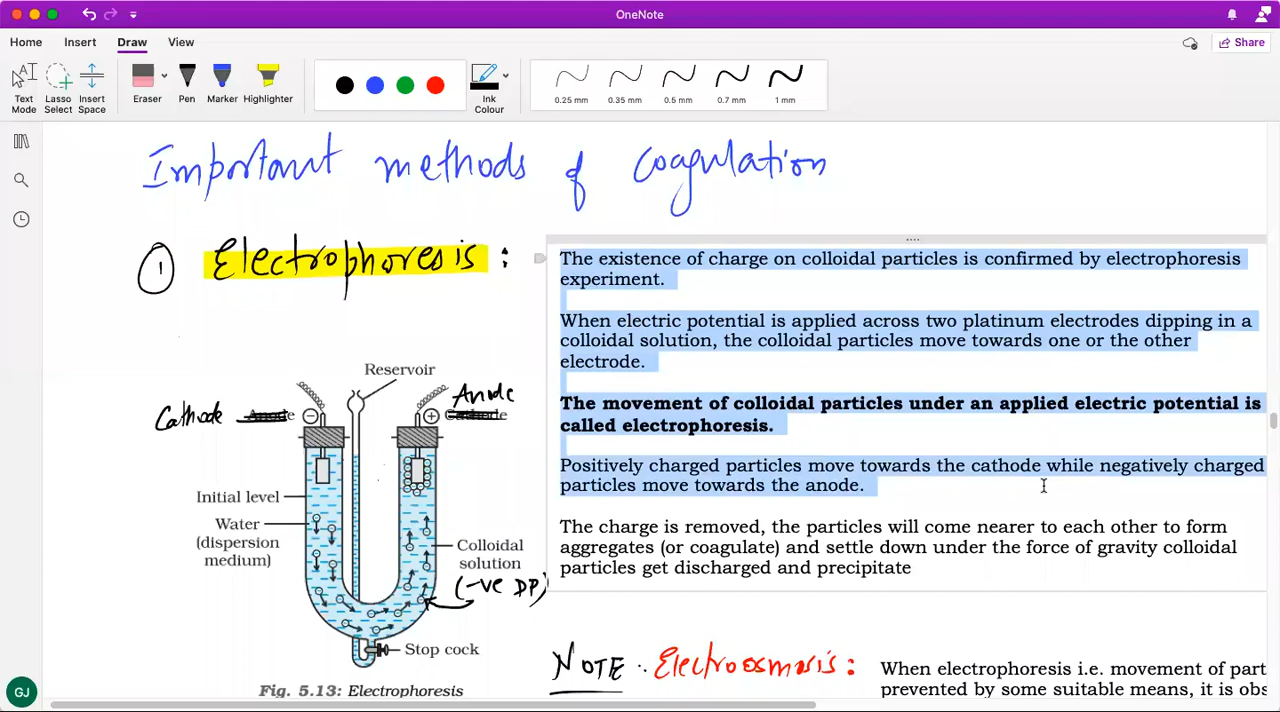 OneNote
Home Insert Draw View
Share
Text Mode
Lasso Select
Insert Space
Eraser
Pen
Marker
Highlighter
Ink Colour
0.25 mm
0.35 mm
0.5 mm
0.7 mm
1 mm
Important methods of Coagulation
1 Electrophoresis :
The existence of charge on colloidal particles is confirmed by electrophoresis
experiment.
When electric potential is applied across two platinum electrodes dipping in a
colloidal solution, the colloidal particles move towards one or the other
electrode.
The movement of colloidal particles under an applied electric potential is
called electrophoresis.
Positively charged particles move towards the cathode while negatively charged
particles move towards the anode.
The charge is removed, the particles will come nearer to each other to form
aggregates (or coagulate) and settle down under the force of gravity colloidal
particles get discharged and precipitate
Reservoir
Cathode Anode
Anode
Cathode
Initial level
Water
(dispersion
medium)
Colloidal
solution
(-ve DP)
Stop cock
Fig. 5.13: Electrophoresis
NOTE : Electroosmosis :
When electrophoresis i.e. movement of part
prevented by some suitable means, it is obs
GJ